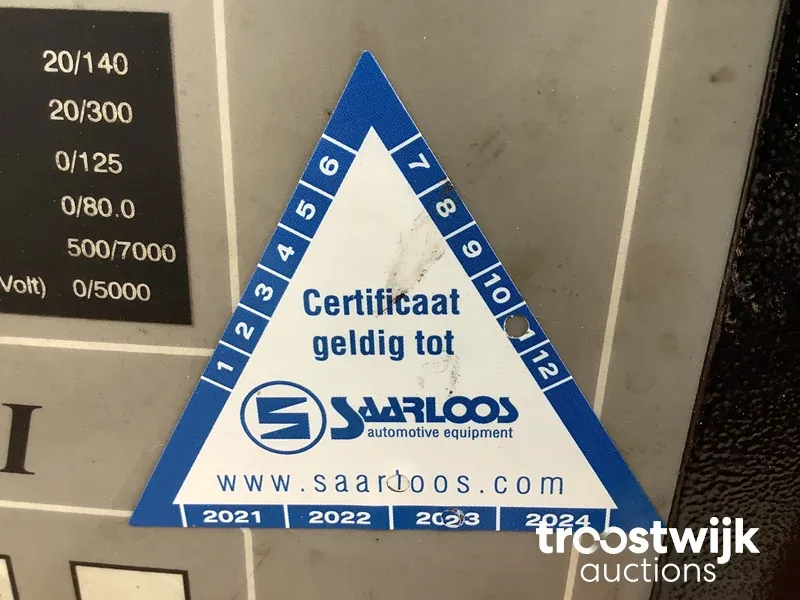 20/140
20/300
0/125
0/80.0
500/7000
Volt) 0/5000
I
1 2 3 4 5 6
7 8 9 10 11 12
Certificaat
geldig tot
S SAARLOOS
automotive equipment
www.saarloos.com
2021 2022 2023 2024
troostwijk
auctions